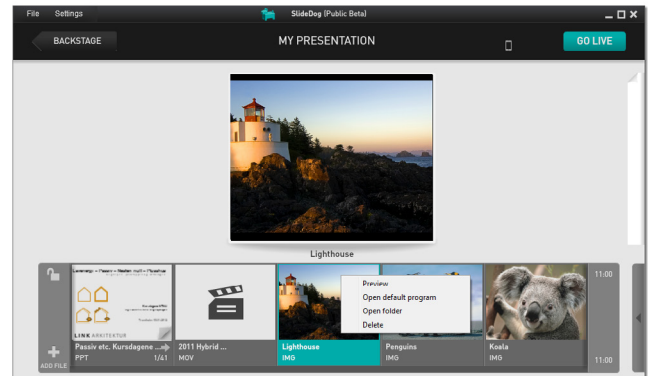 File Settings SlideDog (Public Beta)
BACKSTAGE MY PRESENTATION GO LIVE
Lighthouse
11:00
LINK ARKITEKTUR
Preview
Open default program
Open folder
Delete
Passiv etc. Kursdagene ...
PPT 1/41
2011 Hybrid ...
MOV
Lighthouse
IMG
Penguins
IMG
Koala
IMG
ADD FILE
11:00